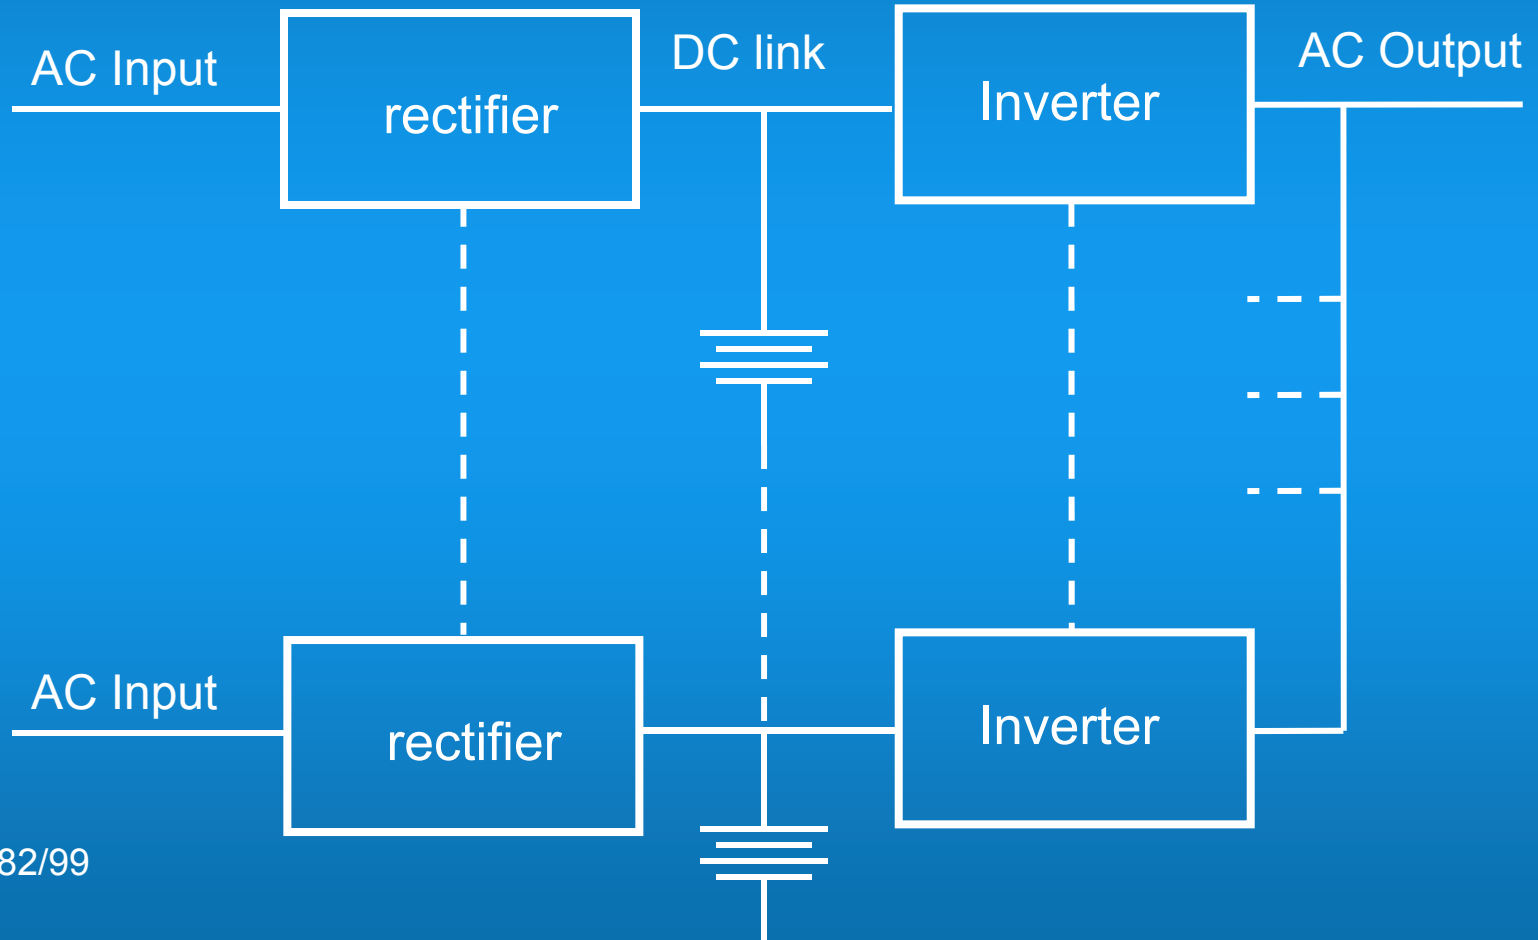 AC Input
rectifier
DC link
Inverter
AC Output
AC Input
rectifier
Inverter
82/99